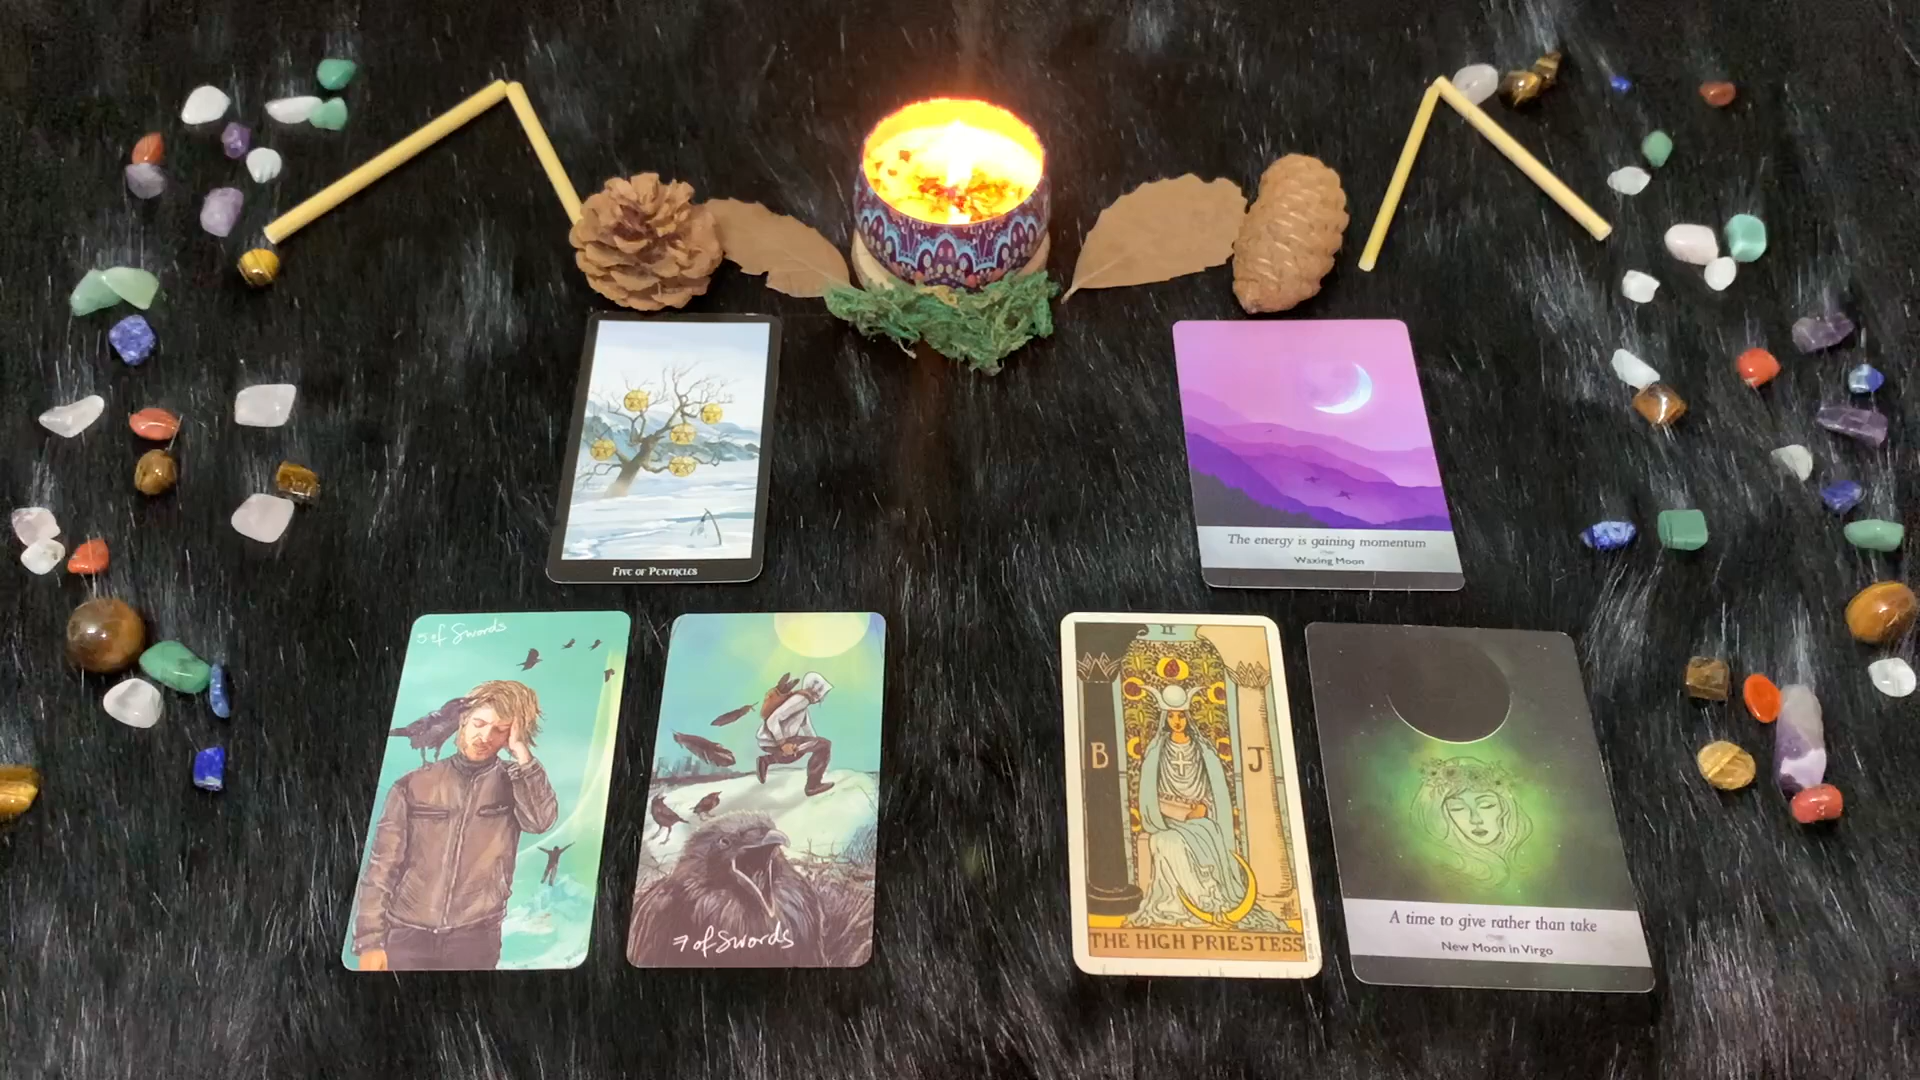 FIVE OF PENTACLES
The energy is gaining momentum
Waxing Moon
5 of Swords
7 of Swords
II
B
J
THE HIGH PRIESTESS
A time to give rather than take
New Moon in Virgo